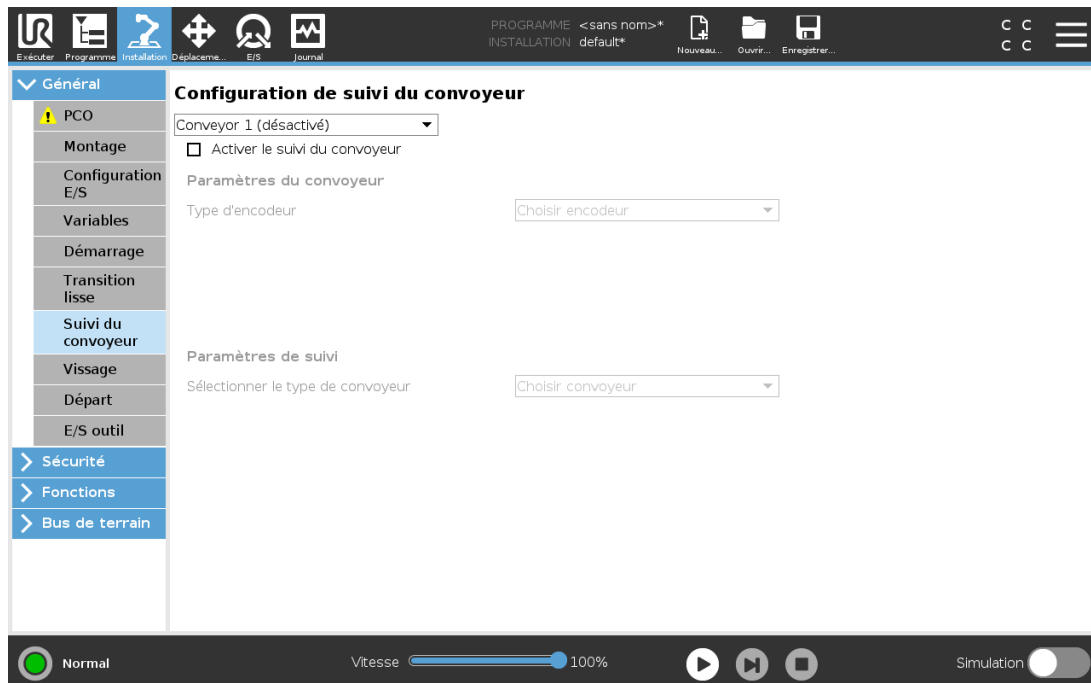 Exécuter
Programme
Installation
Déplaceme...
E/S
Journal
PROGRAMME <sans nom>*
INSTALLATION default*
Nouveau...
Ouvrir...
Enregistrer...
C C
C C
Général
PCO
Montage
Configuration
E/S
Variables
Démarrage
Transition
lisse
Suivi du
convoyeur
Vissage
Départ
E/S outil
Sécurité
Fonctions
Bus de terrain
Configuration de suivi du convoyeur
Conveyor 1 (désactivé)
Activer le suivi du convoyeur
Paramètres du convoyeur
Type d'encodeur
Choisir encodeur
Paramètres de suivi
Sélectionner le type de convoyeur
Choisir convoyeur
Normal
Vitesse
100%
Simulation